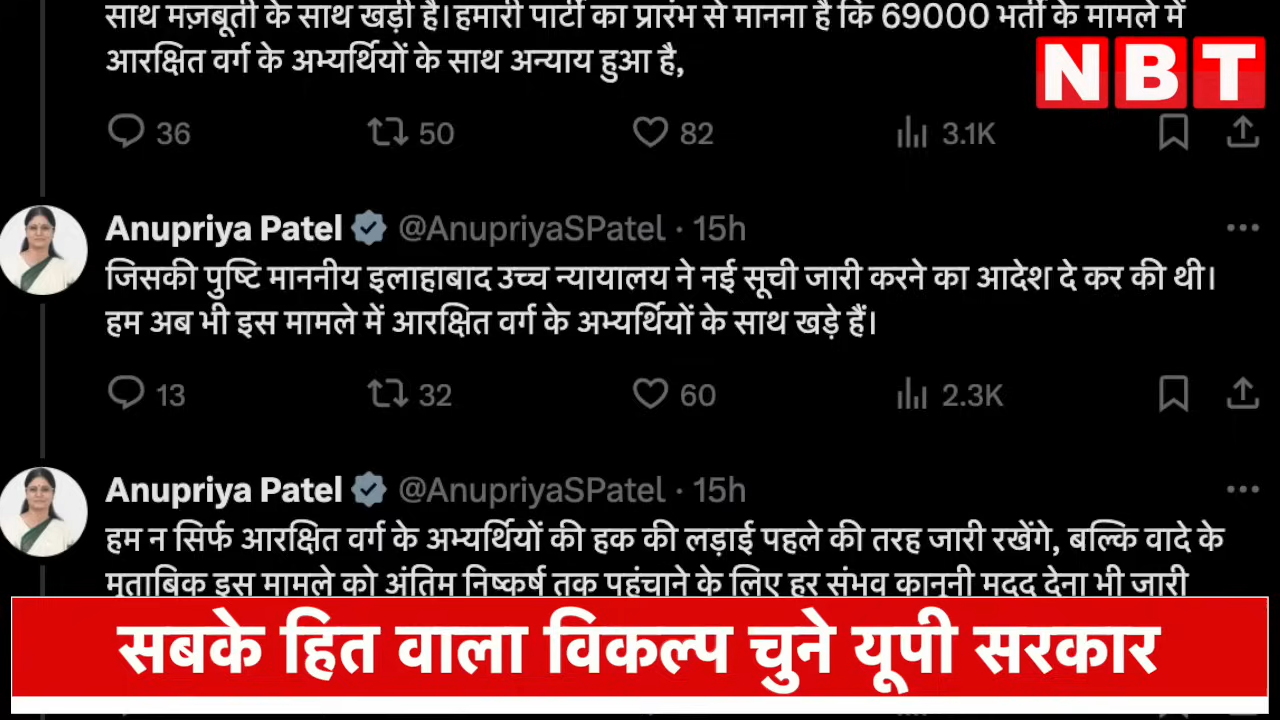 साथ मज़बूती के साथ खड़ी है।हमारी पार्टी का प्रारंभ से मानना है कि 69000 भर्ती के मामले में
आरक्षित वर्ग के अभ्यर्थियों के साथ अन्याय हुआ है,
NBT
36 50 82 3.1K
Anupriya Patel @AnupriyaSPatel · 15h
जिसकी पुष्टि माननीय इलाहाबाद उच्च न्यायालय ने नई सूची जारी करने का आदेश दे कर की थी।
हम अब भी इस मामले में आरक्षित वर्ग के अभ्यर्थियों के साथ खड़े हैं।
13 32 60 2.3K
Anupriya Patel @AnupriyaSPatel · 15h
हम न सिर्फ आरक्षित वर्ग के अभ्यर्थियों की हक की लड़ाई पहले की तरह जारी रखेंगे, बल्कि वादे के
मुताबिक इस मामले को अंतिम निष्कर्ष तक पहुंचाने के लिए हर संभव कानूनी मदद देना भी जारी
सबके हित वाला विकल्प चुने यूपी सरकार